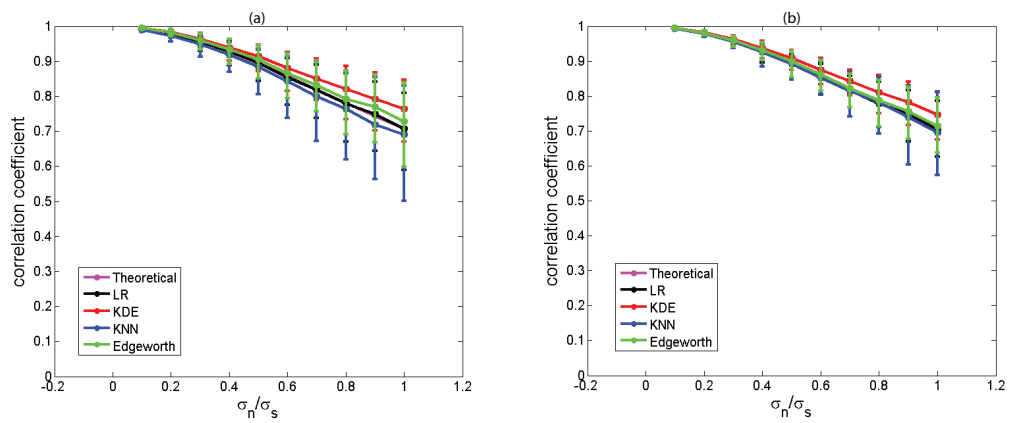 (a)
correlation coefficient
1
0.9
0.8
0.7
0.6
0.5
0.4
0.3
0.2
0.1
0
Theoretical
LR
KDE
KNN
Edgeworth
-0.2 0 0.2 0.4 0.6 0.8 1 1.2
σn/σs
(b)
correlation coefficient
1
0.9
0.8
0.7
0.6
0.5
0.4
0.3
0.2
0.1
0
Theoretical
LR
KDE
KNN
Edgeworth
-0.2 0 0.2 0.4 0.6 0.8 1 1.2
σn/σs